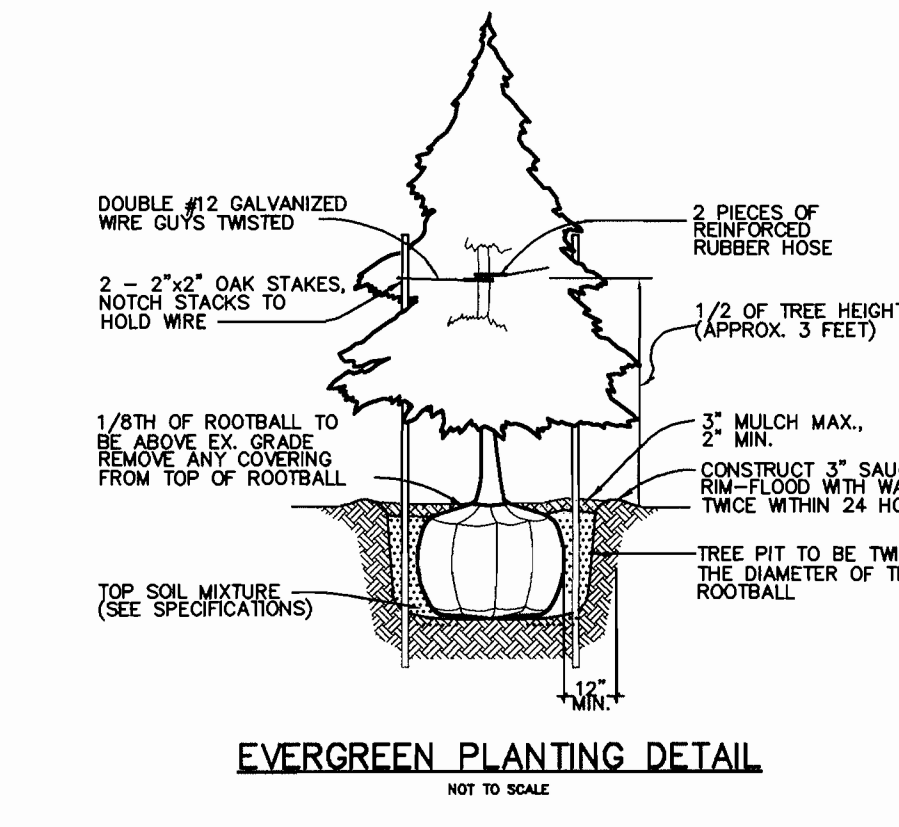 DOUBLE #12 GALVANIZED
WIRE GUYS TWISTED
2 - 2"x2" OAK STAKES,
NOTCH STACKS TO
HOLD WIRE
1/8TH OF ROOTBALL TO
BE ABOVE EX. GRADE
REMOVE ANY COVERING
FROM TOP OF ROOTBALL
TOP SOIL MIXTURE
(SEE SPECIFICATIONS)
2 PIECES OF
REINFORCED
RUBBER HOSE
1/2 OF TREE HEIGHT
(APPROX. 3 FEET)
3" MULCH MAX.,
2" MIN.
CONSTRUCT 3"
RIM-FLOOD WITH
TWICE WITHIN 24
TREE PIT TO BE
THE DIAMETER OF
ROOTBALL
12"
MIN.
EVERGREEN PLANTING DETAIL
NOT TO SCALE